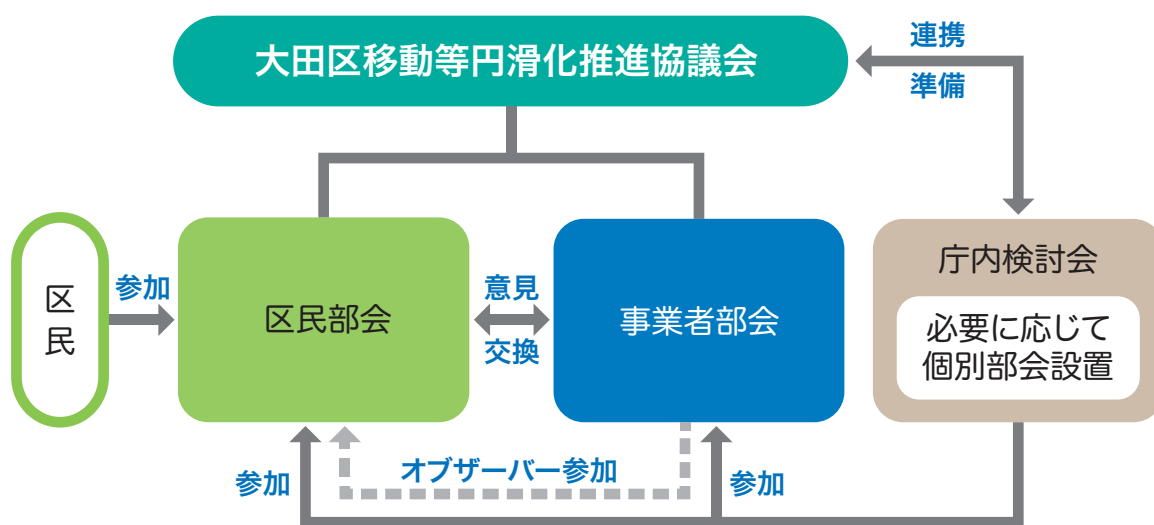 大田区移動等円滑化推進協議会
連携
準備
区民
参加
区民部会
意見
交換
事業者部会
庁内検討会
必要に応じて
個別部会設置
参加
オブザーバー参加
参加